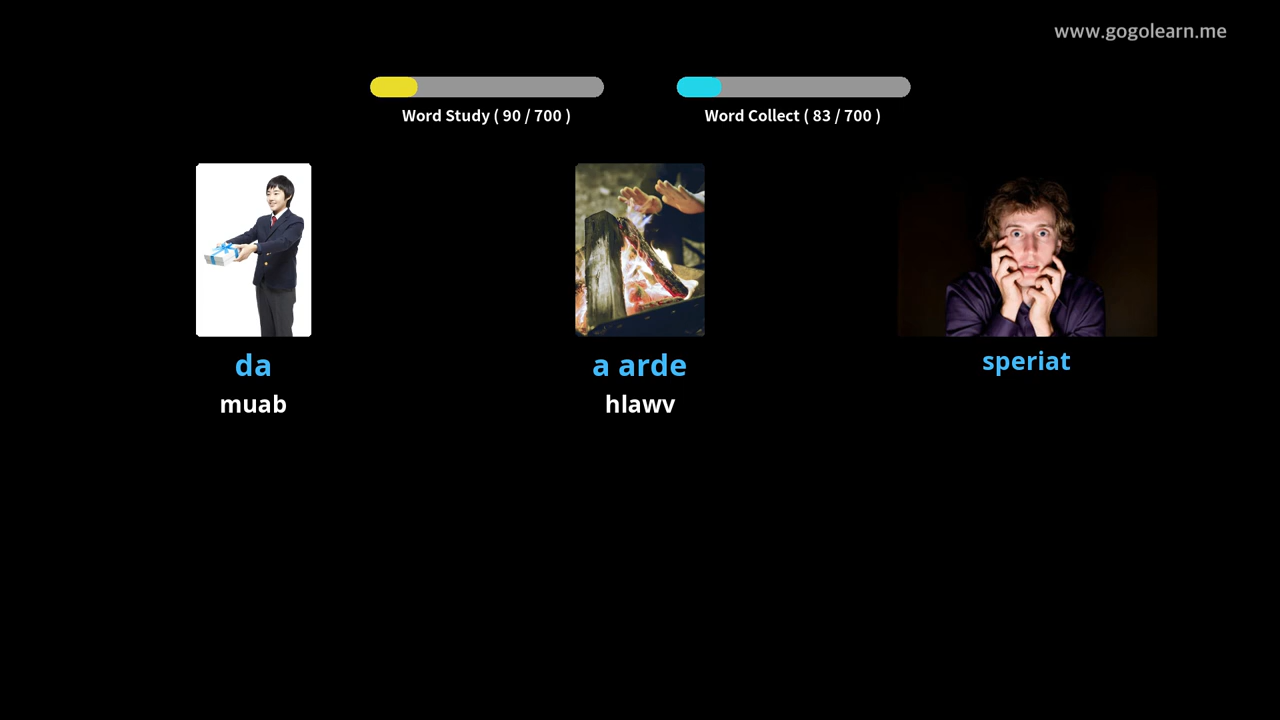 www.gogolearn.me
Word Study ( 90 / 700 )
Word Collect ( 83 / 700 )
da
muab
a arde
hlawv
speriat